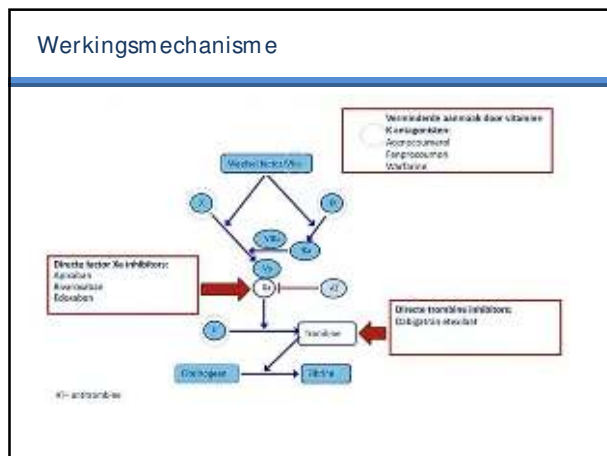 Werkingsmechanisme
Verminderde aanmaak door vitamine
K antagonisten:
Acenocoumarol
Fenprocoumon
Warfarine
Weefsel factor/VIIa
X
IX
VIIIa
IXa
Va
Xa
AT
Directe factor Xa inhibitors:
Apixaban
Rivaroxaban
Edoxaban
Directe trombine inhibitors:
Dabigatran etexilaat
II
Trombine
Fibrinogeen
Fibrine
AT= antitrombine